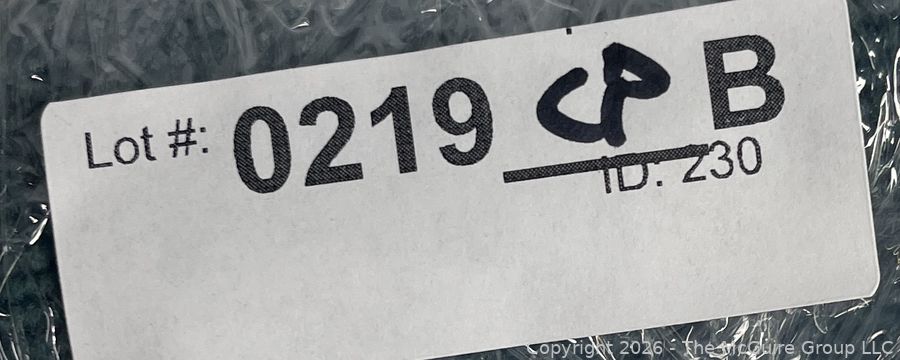 Lot #: 0219 CP B
ID: 230
Copyright 2026 - The McGuire Group LLC